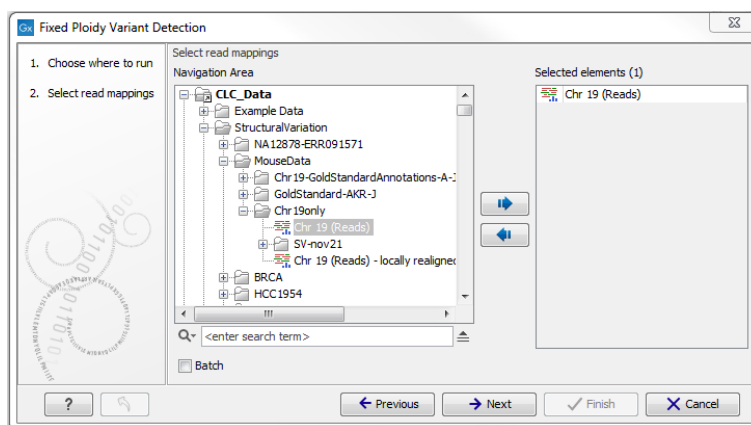 Gx Fixed Ploidy Variant Detection
1. Choose where to run
2. Select read mappings
Select read mappings
Navigation Area
CLC_Data
Example Data
StructuralVariation
NA12878-ERR091571
MouseData
Chr19-GoldStandardAnnotations-A-J
GoldStandard-AKR-J
Chr19only
Chr 19 (Reads)
SV-nov21
Chr 19 (Reads) - locally realigned
BRCA
HCC1954
<enter search term>
Batch
Selected elements (1)
Chr 19 (Reads)
?
Previous
Next
Finish
Cancel